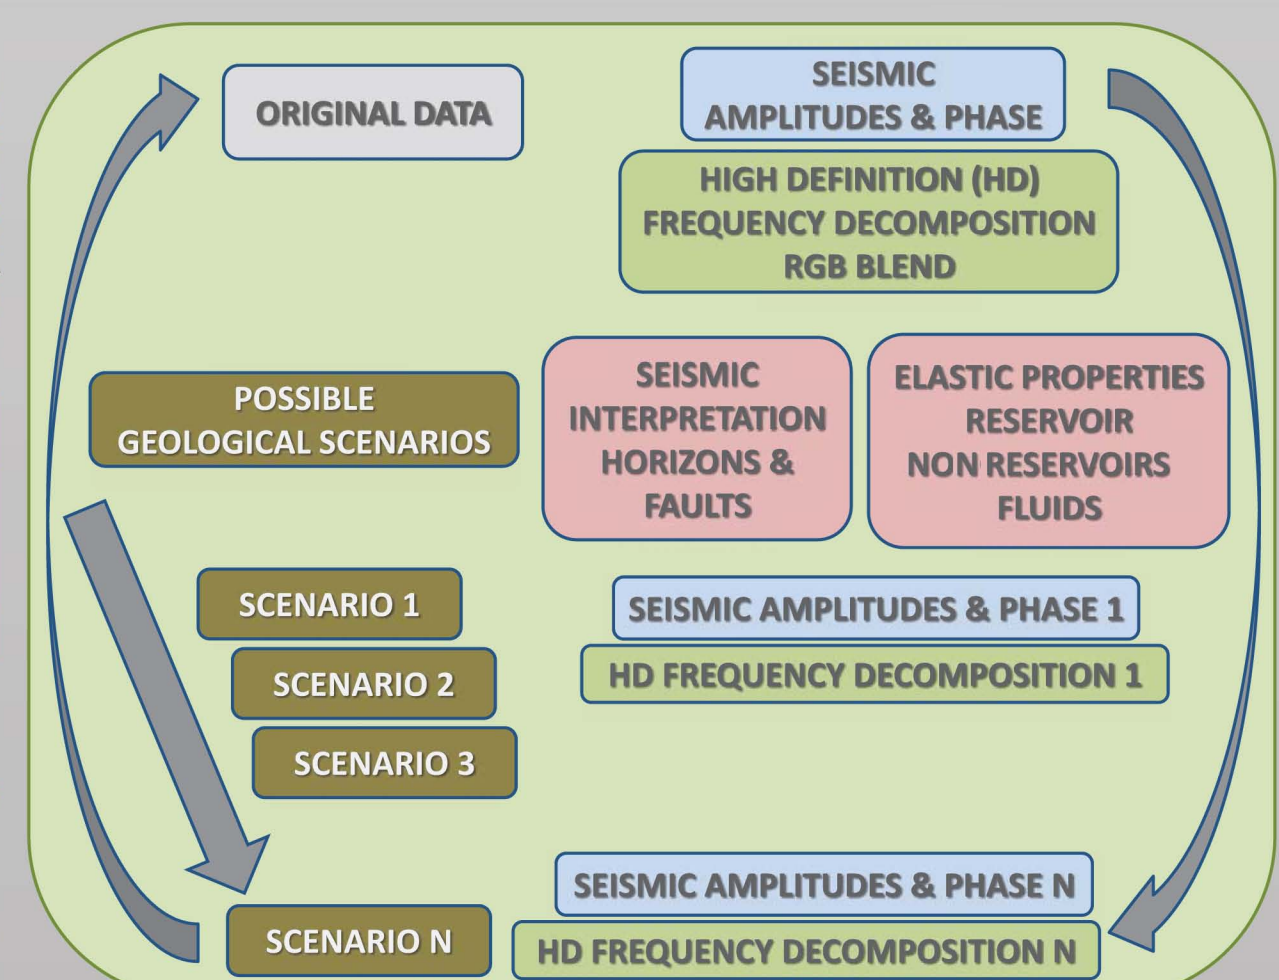 ORIGINAL DATA
SEISMIC
AMPLITUDES & PHASE
HIGH DEFINITION (HD)
FREQUENCY DECOMPOSITION
RGB BLEND
POSSIBLE
GEOLOGICAL SCENARIOS
SEISMIC
INTERPRETATION
HORIZONS &
FAULTS
ELASTIC PROPERTIES
RESERVOIR
NON RESERVOIRS
FLUIDS
SCENARIO 1
SEISMIC AMPLITUDES & PHASE 1
HD FREQUENCY DECOMPOSITION 1
SCENARIO 2
SCENARIO 3
SEISMIC AMPLITUDES & PHASE N
SCENARIO N
HD FREQUENCY DECOMPOSITION N